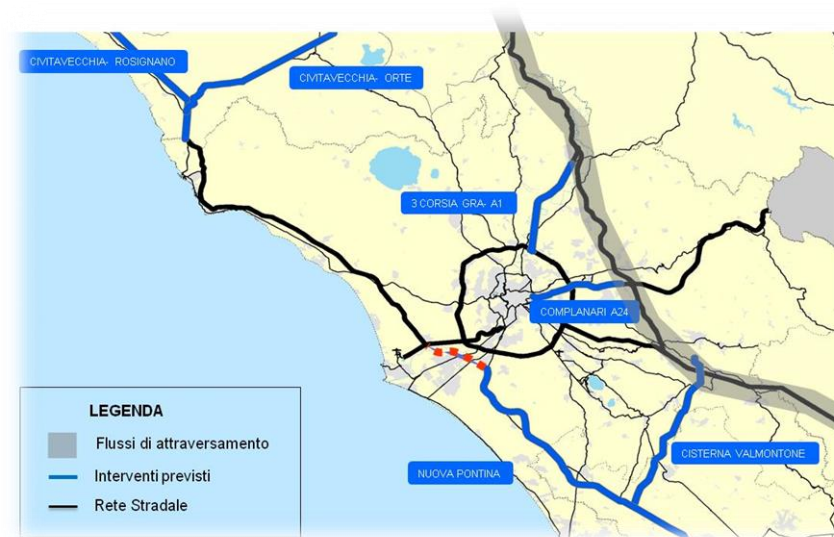 CIVITAVECCHIA- ROSIGNANO
CIVITAVECCHIA- ORTE
3 CORSIA GRA- A1
COMPLANARI A24
CISTERNA VALMONTONE
NUOVA PONTINA
LEGENDA
Flussi di attraversamento
Interventi previsti
Rete Stradale